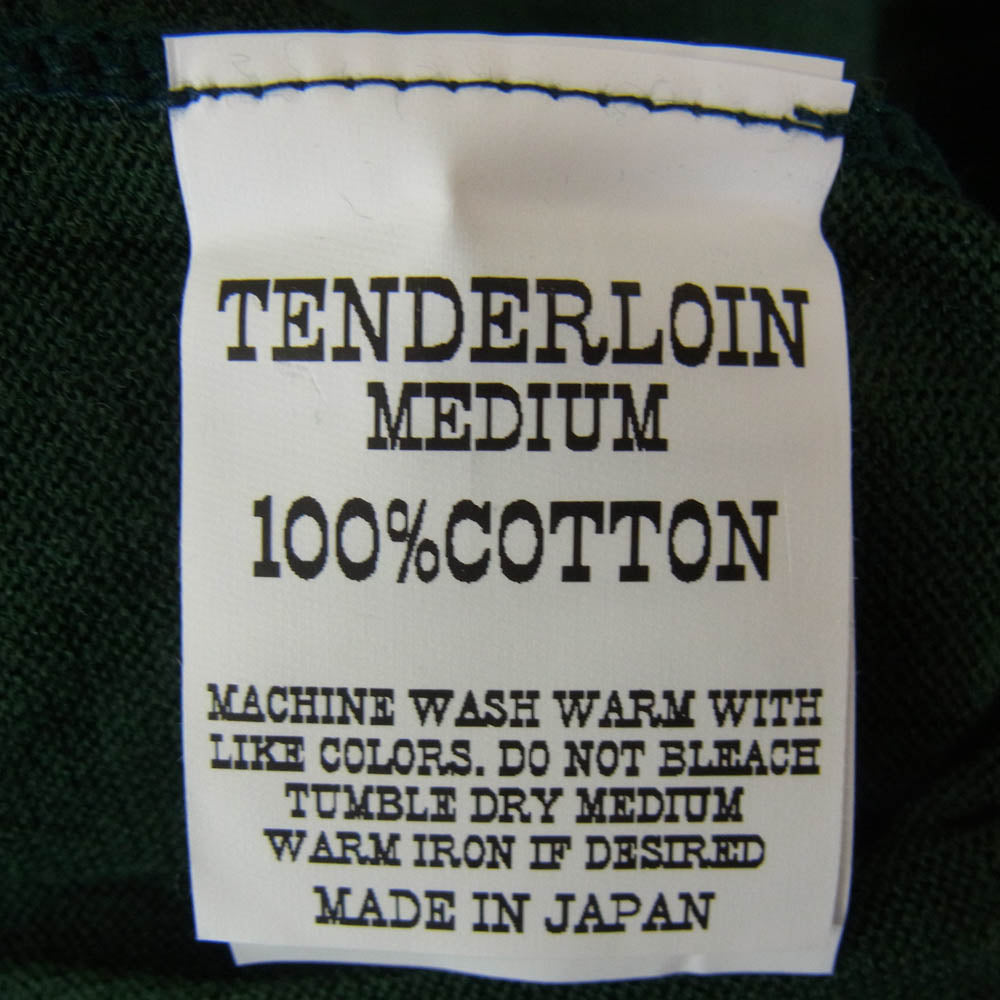 TENDERLOIN
MEDIUM
100%COTTON
MACHINE WASH WARM WITH
LIKE COLORS. DO NOT BLEACH
TUMBLE DRY MEDIUM
WARM IRON IF DESIRED
MADE IN JAPAN